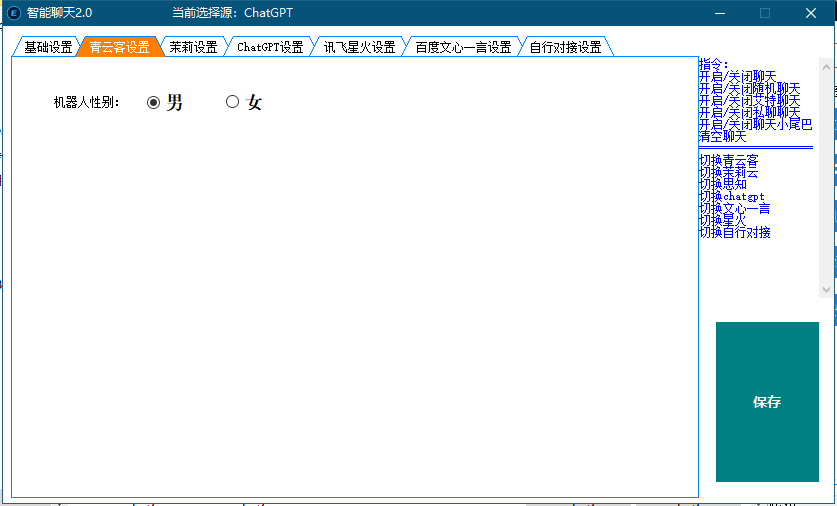 智能聊天2.0 当前选择源：ChatGPT
基础设置 青云客设置 茉莉设置 ChatGPT设置 讯飞星火设置 百度文心一言设置 自行对接设置
机器人性别： 男 女
指令:
开启/关闭聊天
开启/关闭随机聊天
开启/关闭艾特聊天
开启/关闭私聊聊天
开启/关闭聊天小尾巴
清空聊天
切换青云客
切换茉莉云
切换思知
切换chatgpt
切换文心一言
切换星火
切换自行对接
保存